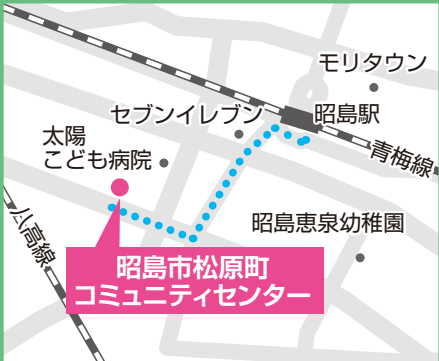 モリタウン
セブンイレブン
昭島駅
太陽
こども病院
青梅線
八高線
昭島恵泉幼稚園
昭島市松原町
コミュニティセンター